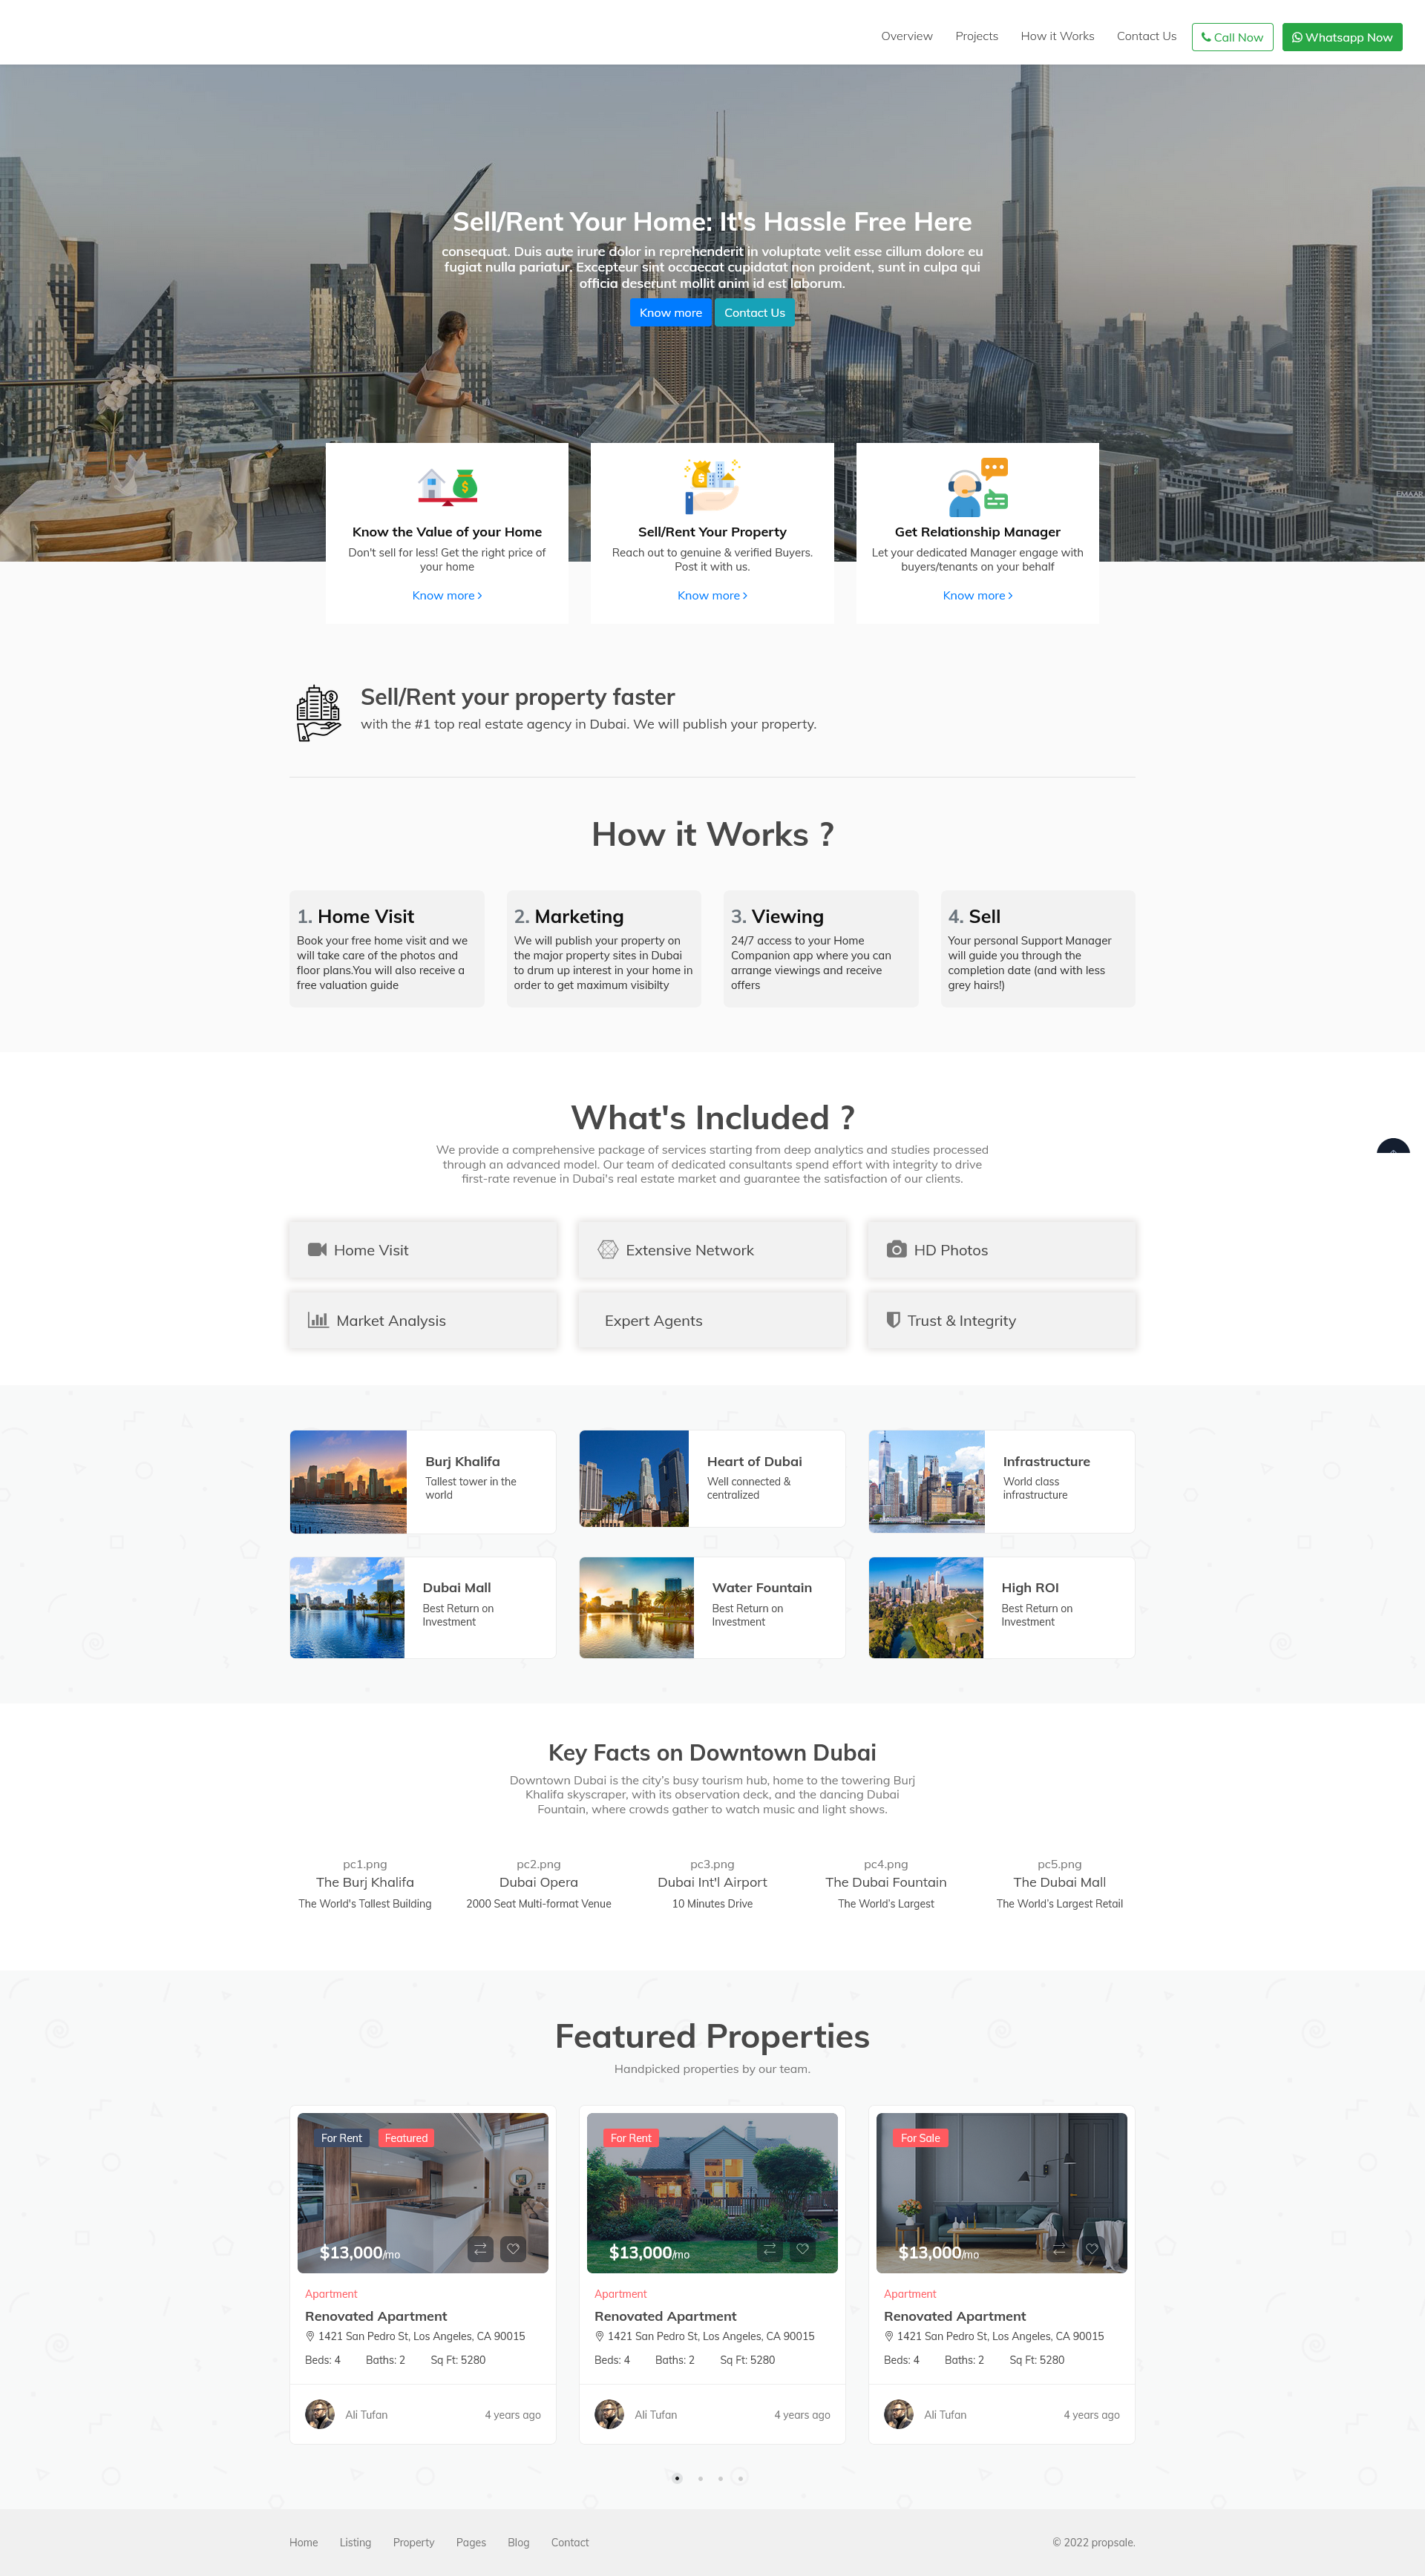 Overview Projects How it Works Contact Us Call Now Whatsapp Now
Sell/Rent Your Home: It's Hassle Free Here
consequat. Duis aute irure dolor in reprehenderit in voluptate velit esse cillum dolore eu
fugiat nulla pariatur. Excepteur sint occaecat cupidatat non proident, sunt in culpa qui
officia deserunt mollit anim id est laborum.
Know more Contact Us
EMAAR
Know the Value of your Home
Don't sell for less! Get the right price of
your home
Know more
Sell/Rent Your Property
Reach out to genuine & verified Buyers.
Post it with us.
Know more
Get Relationship Manager
Let your dedicated Manager engage with
buyers/tenants on your behalf
Know more
Sell/Rent your property faster
with the #1 top real estate agency in Dubai. We will publish your property.
How it Works ?
1. Home Visit
Book your free home visit and we
will take care of the photos and
floor plans.You will also receive a
free valuation guide
2. Marketing
We will publish your property on
the major property sites in Dubai
to drum up interest in your home in
order to get maximum visibilty
3. Viewing
24/7 access to your Home
Companion app where you can
arrange viewings and receive
offers
4. Sell
Your personal Support Manager
will guide you through the
completion date (and with less
grey hairs!)
What's Included ?
We provide a comprehensive package of services starting from deep analytics and studies processed
through an advanced model. Our team of dedicated consultants spend effort with integrity to drive
first-rate revenue in Dubai's real estate market and guarantee the satisfaction of our clients.
Home Visit
Extensive Network
HD Photos
Market Analysis
Expert Agents
Trust & Integrity
Burj Khalifa
Tallest tower in the
world
Heart of Dubai
Well connected &
centralized
Infrastructure
World class
infrastructure
Dubai Mall
Best Return on
Investment
Water Fountain
Best Return on
Investment
High ROI
Best Return on
Investment
Key Facts on Downtown Dubai
Downtown Dubai is the city's busy tourism hub, home to the towering Burj
Khalifa skyscraper, with its observation deck, and the dancing Dubai
Fountain, where crowds gather to watch music and light shows.
pc1.png
The Burj Khalifa
The World's Tallest Building
pc2.png
Dubai Opera
2000 Seat Multi-format Venue
pc3.png
Dubai Int'l Airport
10 Minutes Drive
pc4.png
The Dubai Fountain
The World's Largest
pc5.png
The Dubai Mall
The World's Largest Retail
Featured Properties
Handpicked properties by our team.
For Rent Featured
$13,000/mo
Apartment
Renovated Apartment
1421 San Pedro St, Los Angeles, CA 90015
Beds: 4 Baths: 2 Sq Ft: 5280
Ali Tufan 4 years ago
For Rent
$13,000/mo
Apartment
Renovated Apartment
1421 San Pedro St, Los Angeles, CA 90015
Beds: 4 Baths: 2 Sq Ft: 5280
Ali Tufan 4 years ago
For Sale
$13,000/mo
Apartment
Renovated Apartment
1421 San Pedro St, Los Angeles, CA 90015
Beds: 4 Baths: 2 Sq Ft: 5280
Ali Tufan 4 years ago
Home Listing Property Pages Blog Contact © 2022 propsale.